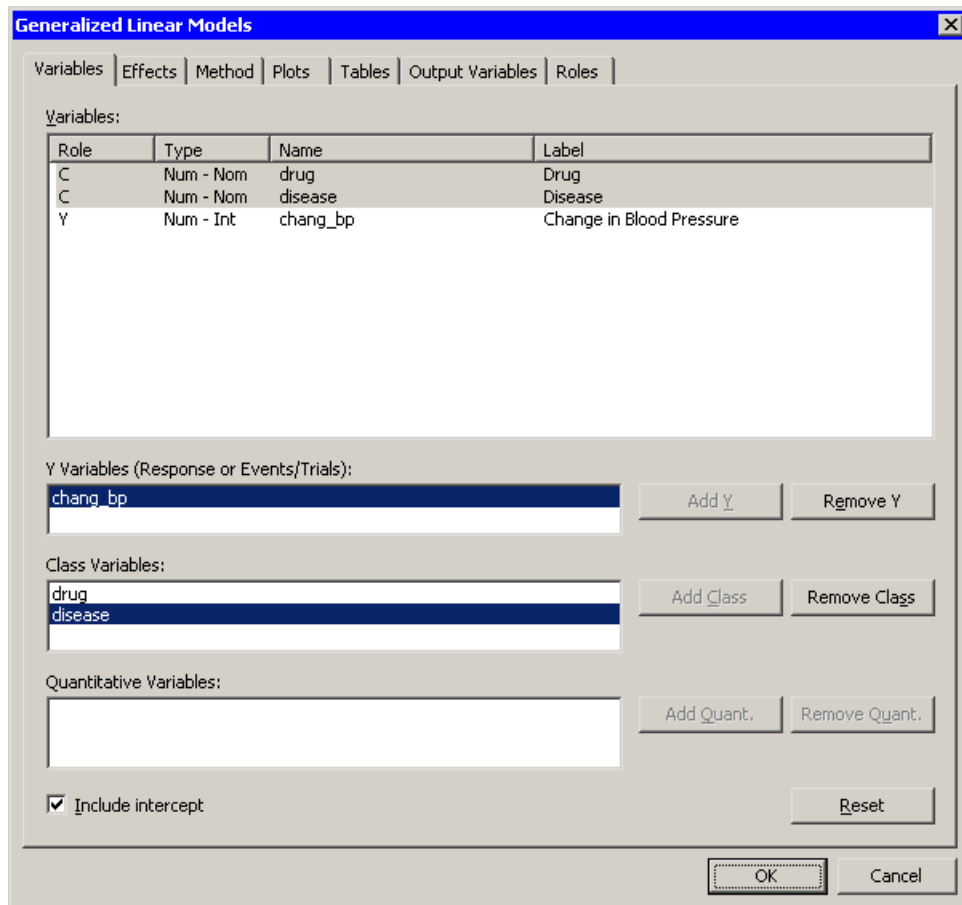 Generalized Linear Models
Variables Effects Method Plots Tables Output Variables Roles
Variables:
Role Type Name Label
C Num - Nom drug Drug
C Num - Nom disease Disease
Y Num - Int chang_bp Change in Blood Pressure
Y Variables (Response or Events/Trials):
chang_bp
Add Y Remove Y
Class Variables:
drug
disease
Add Class Remove Class
Quantitative Variables:
Add Quant. Remove Quant.
Include intercept
Reset
OK Cancel